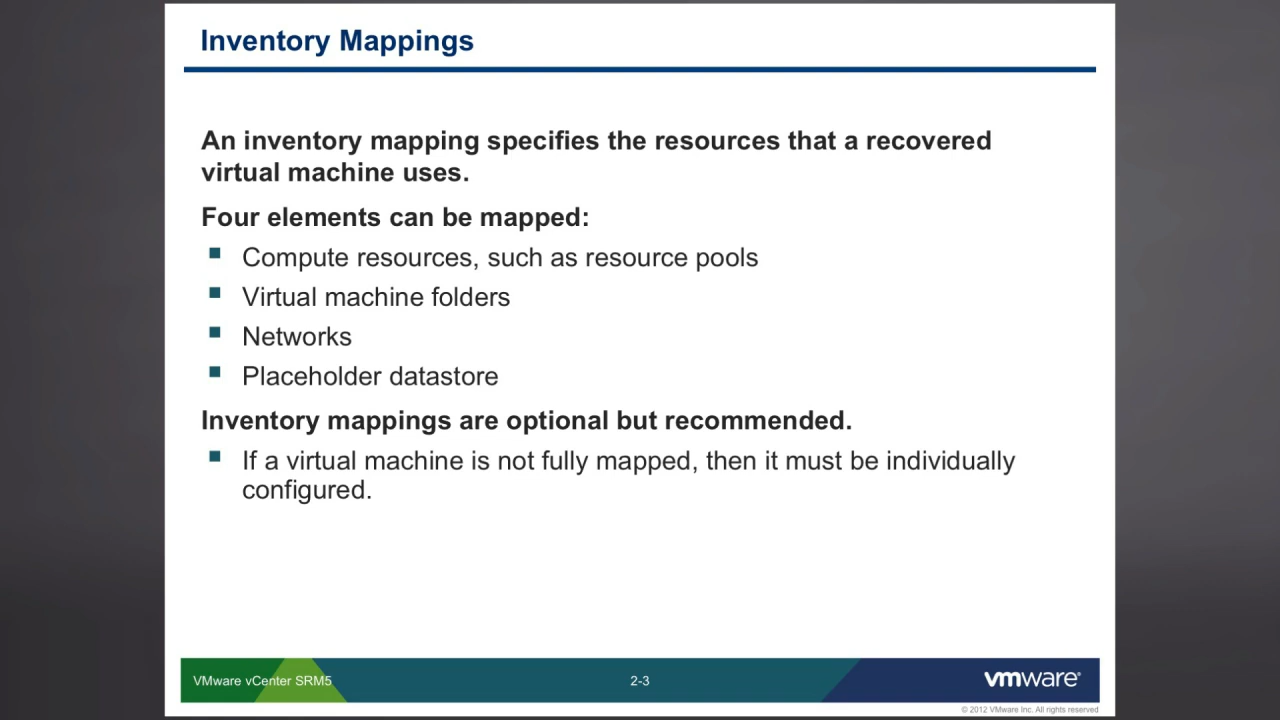 Inventory Mappings
An inventory mapping specifies the resources that a recovered
virtual machine uses.
Four elements can be mapped:
Compute resources, such as resource pools
Virtual machine folders
Networks
Placeholder datastore
Inventory mappings are optional but recommended.
If a virtual machine is not fully mapped, then it must be individually
configured.
VMware vCenter SRM5
2-3
vmware®
© 2012 VMware Inc. All rights reserved